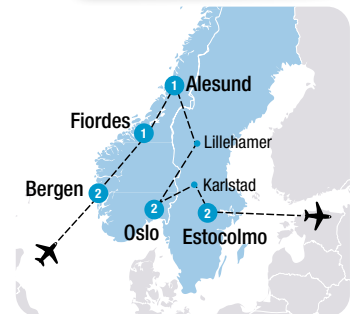 1 Alesund
Fiordes 1
Lillehamer
Karlstad
Bergen 2
2
Oslo
2
Estocolmo